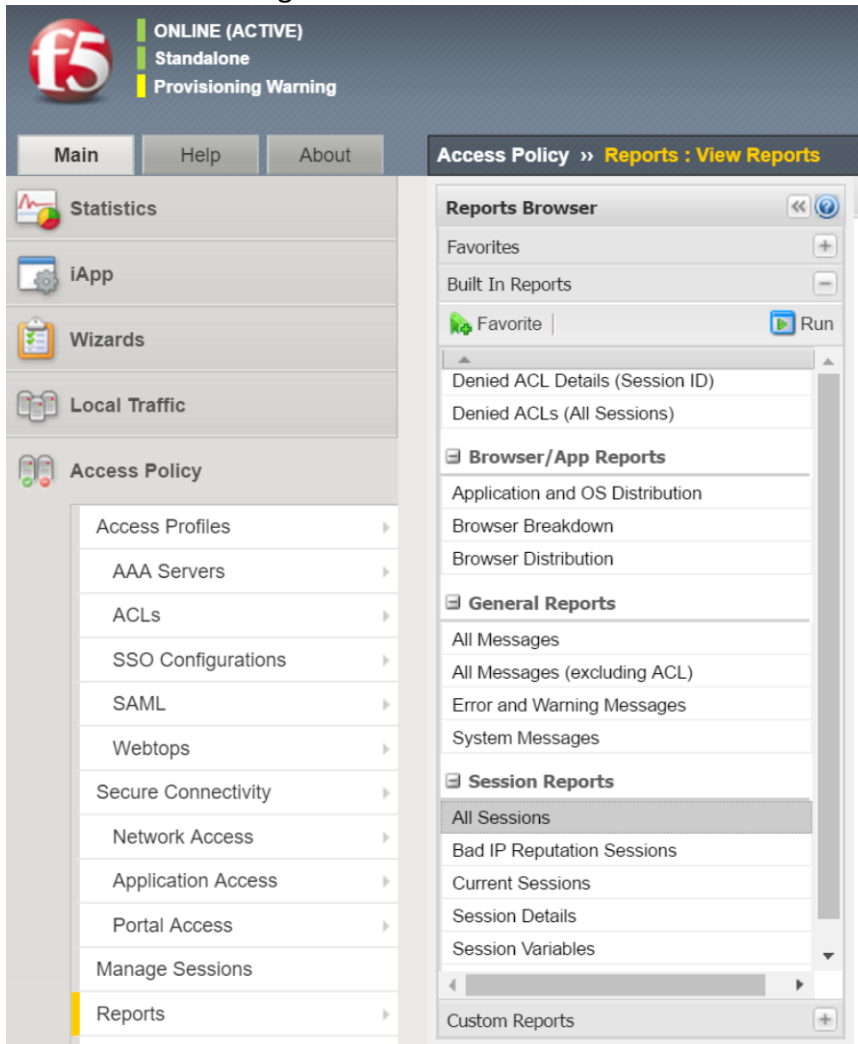 f5
ONLINE (ACTIVE)
Standalone
Provisioning Warning
Main
Help
About
Access Policy ›› Reports : View Reports
Statistics
iApp
Wizards
Local Traffic
Access Policy
Access Profiles
AAA Servers
ACLs
SSO Configurations
SAML
Webtops
Secure Connectivity
Network Access
Application Access
Portal Access
Manage Sessions
Reports
Reports Browser
Favorites
Built In Reports
Favorite
Run
Denied ACL Details (Session ID)
Denied ACLs (All Sessions)
Browser/App Reports
Application and OS Distribution
Browser Breakdown
Browser Distribution
General Reports
All Messages
All Messages (excluding ACL)
Error and Warning Messages
System Messages
Session Reports
All Sessions
Bad IP Reputation Sessions
Current Sessions
Session Details
Session Variables
Custom Reports